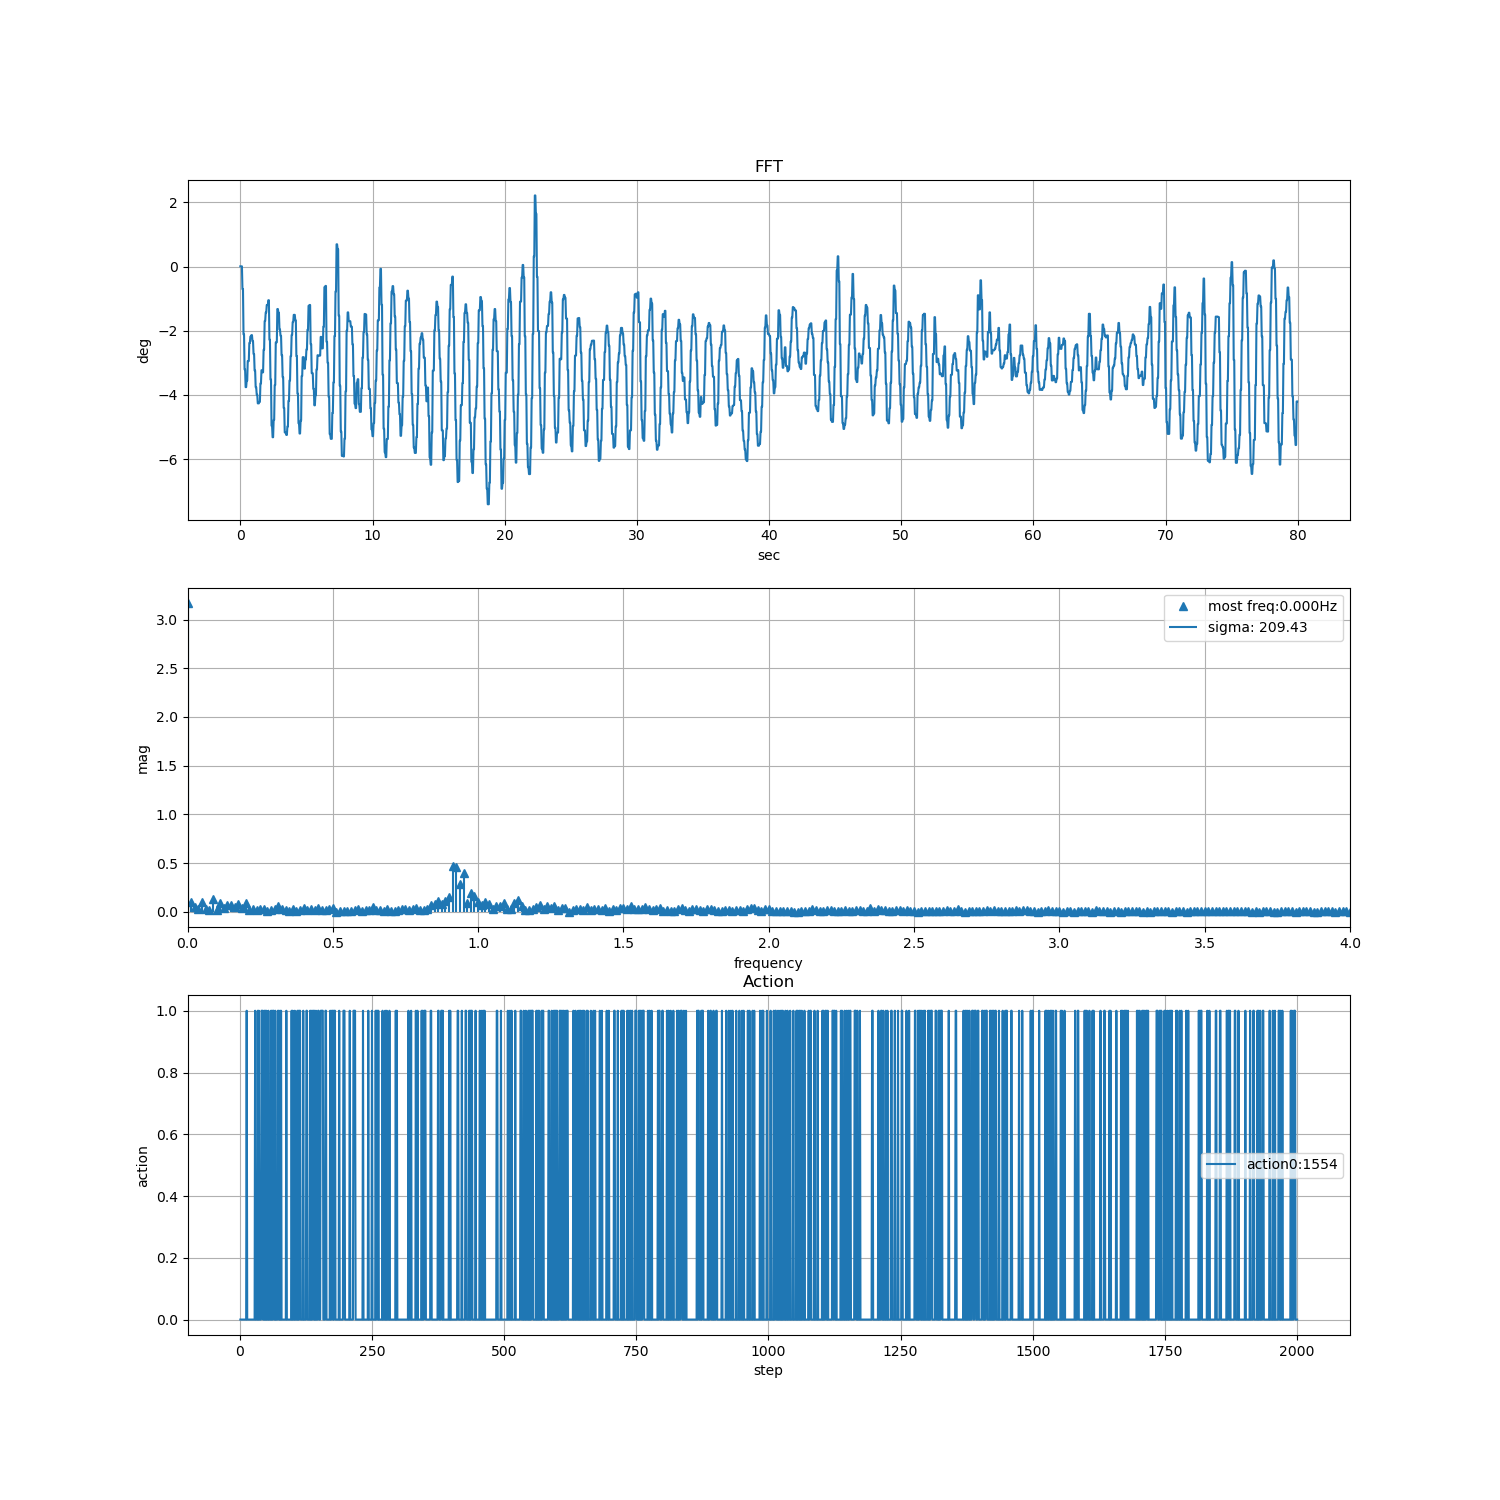 FFT
2
0
−2
−4
−6
deg
0 10 20 30 40 50 60 70 80
sec
most freq:0.000Hz
sigma: 209.43
3.0
2.5
2.0
1.5
1.0
0.5
0.0
mag
0.0 0.5 1.0 1.5 2.0 2.5 3.0 3.5 4.0
frequency
Action
1.0
0.8
0.6
0.4
0.2
0.0
action
action0:1554
0 250 500 750 1000 1250 1500 1750 2000
step